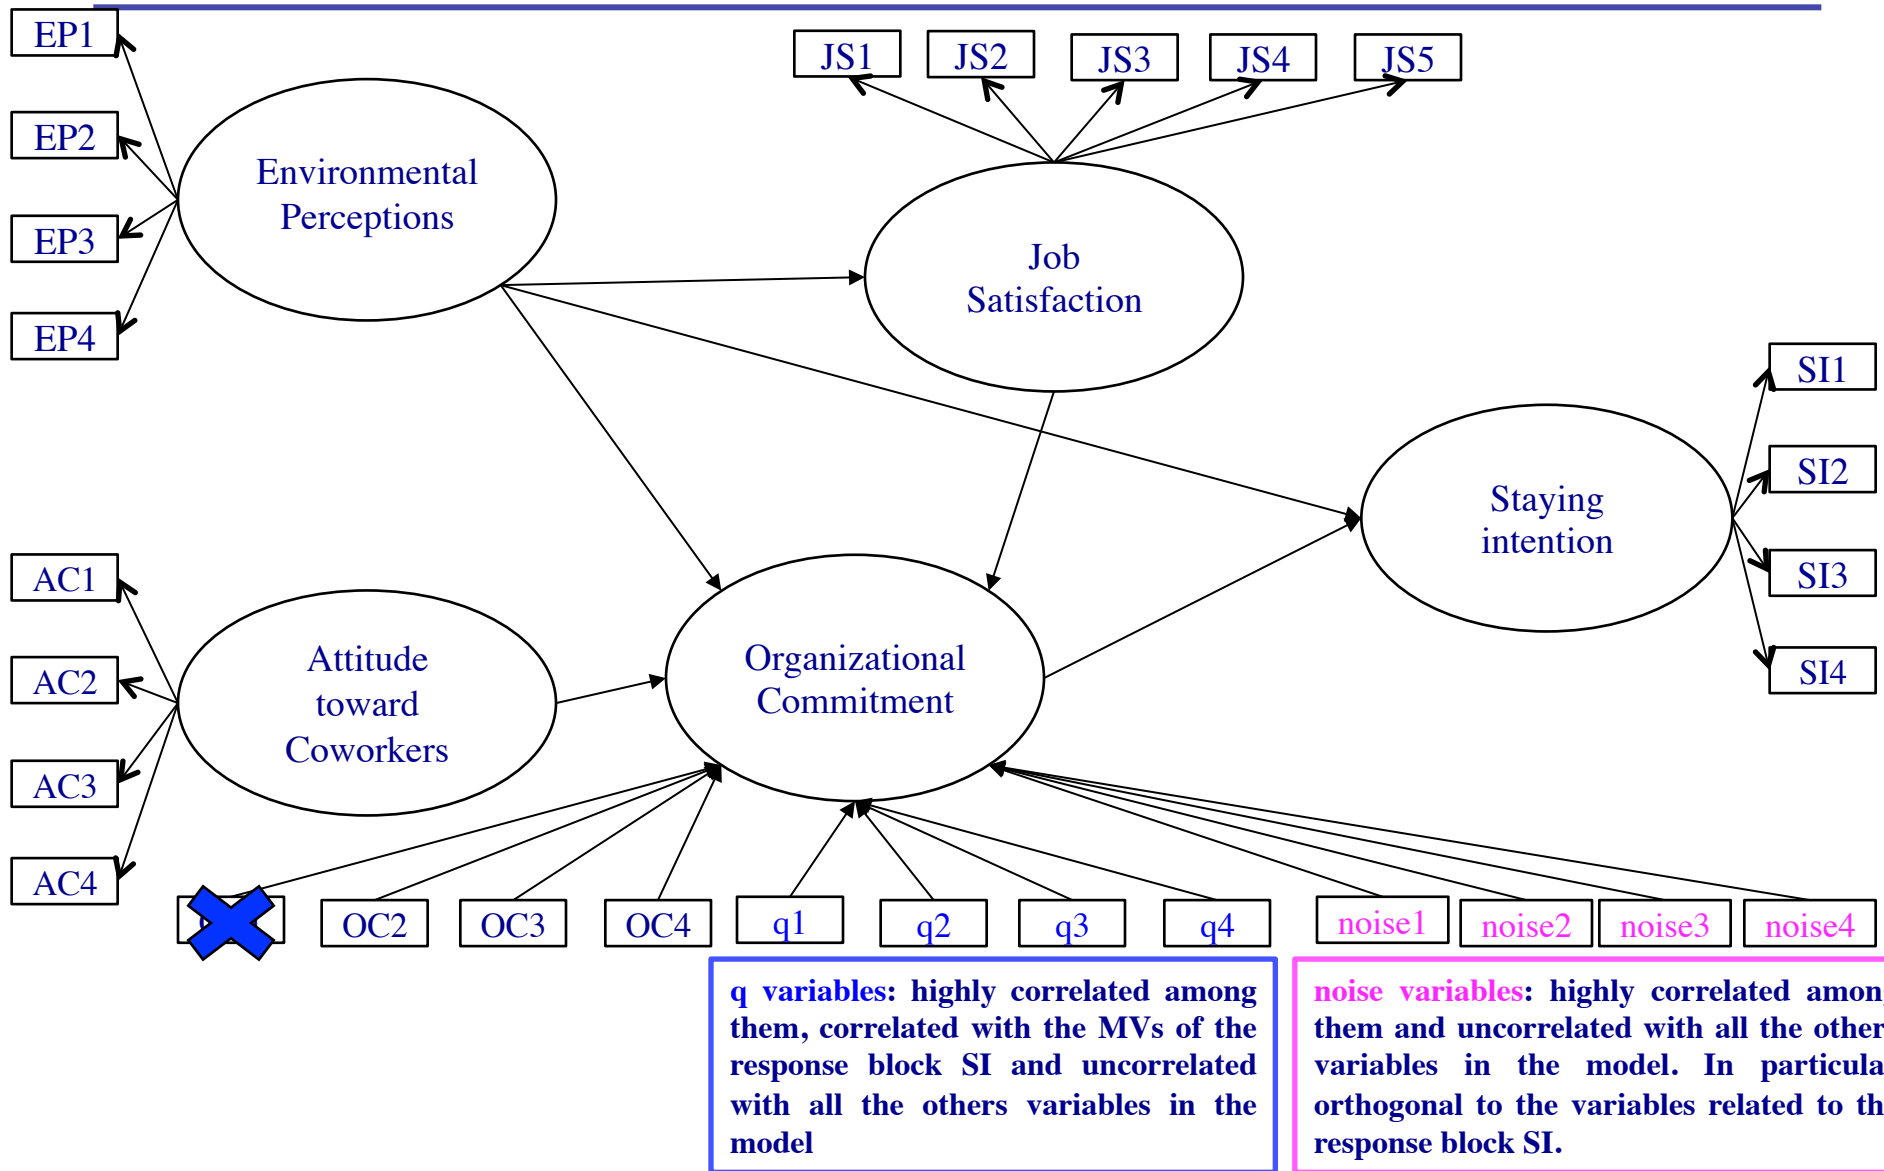 EP1
EP2
EP3
EP4
JS1
JS2
JS3
JS4
JS5
Environmental
Perceptions
Job
Satisfaction
SI1
SI2
SI3
SI4
Staying
intention
AC1
AC2
AC3
AC4
Attitude
toward
Coworkers
Organizational
Commitment
OC2
OC3
OC4
q1
q2
q3
q4
noise1
noise2
noise3
noise4
q variables: highly correlated among
them, correlated with the MVs of the
response block SI and uncorrelated
with all the others variables in the
model
noise variables: highly correlated amon
them and uncorrelated with all the other
variables in the model. In particula
orthogonal to the variables related to th
response block SI.